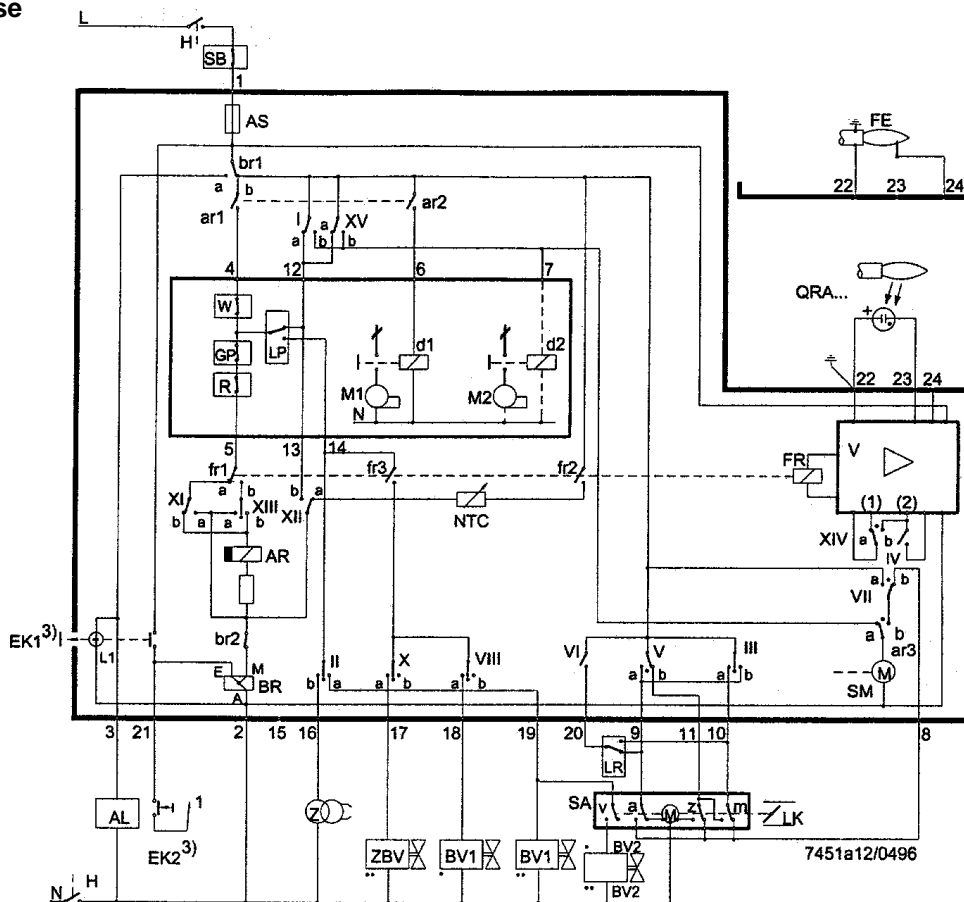 se
L
H
SB
1
AS
FE
br1
a b
22 23 24
ar1 ar2
I a XV
a b b
4 12 6 7
W
QRA...
+
GP LP d1 d2
22 23 24
R
M1 M2
N
V
5 13 14
fr1 fr3 fr2 FR
a b b a
XI XIII XII
b a a b
NTC
(1) (2)
XIV a b
IV
AR
a b
VII
EK1 3) L1
br2
a b
ar3
E M
BR
A
II X VIII VI V III
b a a b a b a b a b
M
SM
3 21 2 15 16 17 18 19 20 9 11 10 8
LR
SA v a M z m
LK
AL
1
Z
EK2 3)
ZBV BV1 BV1 BV2
BV2
7451a12/0496
N H